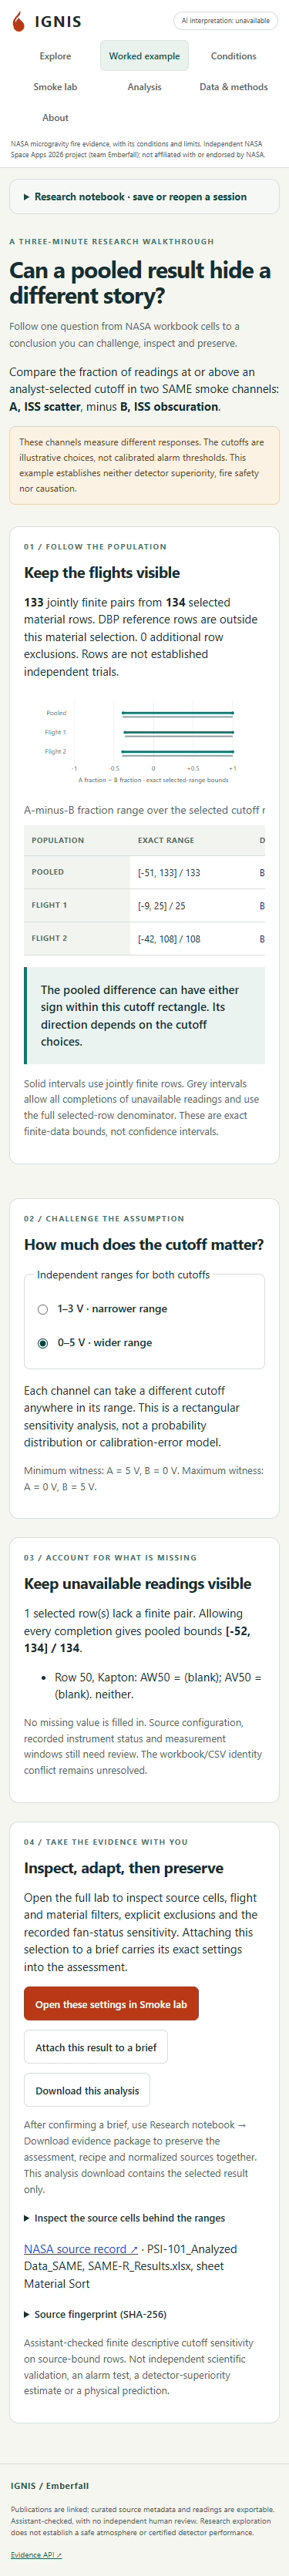 IGNIS
AI interpretation: unavailable
Explore
Worked example
Conditions
Smoke lab
Analysis
Data & methods
About
NASA microgravity fire evidence, with its conditions and limits. Independent NASA
Space Apps 2026 project (team Emberfall); not affiliated with or endorsed by NASA.
▶ Research notebook · save or reopen a session
A THREE-MINUTE RESEARCH WALKTHROUGH
Can a pooled result hide a
different story?
Follow one question from NASA workbook cells to a
conclusion you can challenge, inspect and preserve.
Compare the fraction of readings at or above an
analyst-selected cutoff in two SAME smoke channels:
A, ISS scatter, minus B, ISS obscuration.
These channels measure different responses. The cutoffs are
illustrative choices, not calibrated alarm thresholds. This
example establishes neither detector superiority, fire safety
nor causation.
01 / FOLLOW THE POPULATION
Keep the flights visible
133 jointly finite pairs from 134 selected
material rows. DBP reference rows are outside
this material selection. 0 additional row
exclusions. Rows are not established
independent trials.
Pooled
Flight 1
Flight 2
-1 -0.5 0 +0.5 +1
A fraction − B fraction · exact selected-range bounds
A-minus-B fraction range over the selected cutoff r
POPULATION EXACT RANGE D
POOLED [-51, 133] / 133 B
FLIGHT 1 [-9, 25] / 25 B
FLIGHT 2 [-42, 108] / 108 B
The pooled difference can have either
sign within this cutoff rectangle. Its
direction depends on the cutoff
choices.
Solid intervals use jointly finite rows. Grey intervals
allow all completions of unavailable readings and use
the full selected-row denominator. These are exact
finite-data bounds, not confidence intervals.
02 / CHALLENGE THE ASSUMPTION
How much does the cutoff matter?
Independent ranges for both cutoffs
1–3 V · narrower range
0–5 V · wider range
Each channel can take a different cutoff
anywhere in its range. This is a rectangular
sensitivity analysis, not a probability
distribution or calibration-error model.
Minimum witness: A = 5 V, B = 0 V. Maximum witness:
A = 0 V, B = 5 V.
03 / ACCOUNT FOR WHAT IS MISSING
Keep unavailable readings visible
1 selected row(s) lack a finite pair. Allowing
every completion gives pooled bounds [-52,
134] / 134.
• Row 50, Kapton: AW50 = (blank); AV50 =
(blank). neither.
No missing value is filled in. Source configuration,
recorded instrument status and measurement
windows still need review. The workbook/CSV identity
conflict remains unresolved.
04 / TAKE THE EVIDENCE WITH YOU
Inspect, adapt, then preserve
Open the full lab to inspect source cells, flight
and material filters, explicit exclusions and the
recorded fan-status sensitivity. Attaching this
selection to a brief carries its exact settings
into the assessment.
Open these settings in Smoke lab
Attach this result to a brief
Download this analysis
After confirming a brief, use Research notebook →
Download evidence package to preserve the
assessment, recipe and normalized sources together.
This analysis download contains the selected result
only.
▶ Inspect the source cells behind the ranges
NASA source record ↗ · PSI-101_Analyzed
Data_SAME, SAME-R_Results.xlsx, sheet
Material Sort
▶ Source fingerprint (SHA-256)
Assistant-checked finite descriptive cutoff sensitivity
on source-bound rows. Not independent scientific
validation, an alarm test, a detector-superiority
estimate or a physical prediction.
IGNIS / Emberfall
Publications are linked; curated source metadata and readings are exportable.
Assistant-checked, with no independent human review. Research exploration
does not establish a safe atmosphere or certified detector performance.
Evidence API ↗